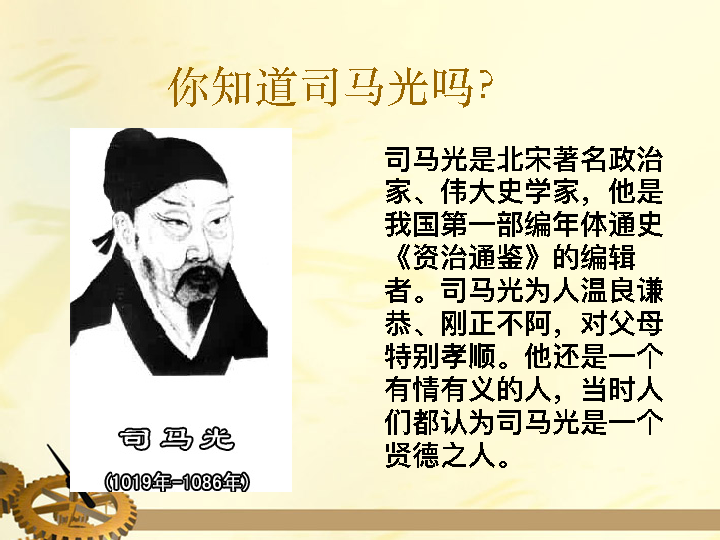 你知道司马光吗?
司马光是北宋著名政治
家、伟大史学家，他是
我国第一部编年体通史
《资治通鉴》的编辑
者。司马光为人温良谦
恭、刚正不阿，对父母
特别孝顺。他还是一个
有情有义的人，当时人
们都认为司马光是一个
贤德之人。
司马光
(1019年-1086年)